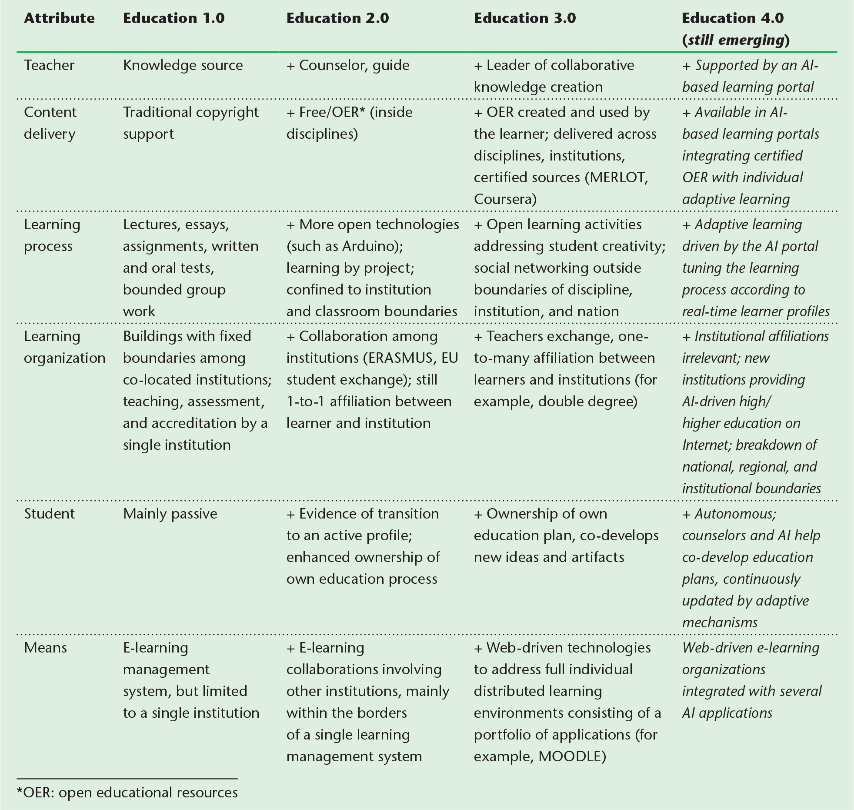 Attribute Education 1.0 Education 2.0 Education 3.0 Education 4.0
(still emerging)
Teacher Knowledge source + Counselor, guide + Leader of collaborative + Supported by an AI-
knowledge creation based learning portal
Content Traditional copyright + Free/OER* (inside + OER created and used by + Available in AI-
delivery support disciplines) the learner; delivered across based learning portals
disciplines, institutions, integrating certified
certified sources (MERLOT, OER with individual
Coursera) adaptive learning
Learning Lectures, essays, + More open technologies + Open learning activities + Adaptive learning
process assignments, written (such as Arduino); addressing student creativity; driven by the AI portal
and oral tests, learning by project; social networking outside tuning the learning
bounded group confined to institution boundaries of discipline, process according to
work and classroom boundaries institution, and nation real-time learner profiles
Learning Buildings with fixed + Collaboration among + Teachers exchange, one- + Institutional affiliations
organization boundaries among institutions (ERASMUS, EU to-many affiliation between irrelevant; new
co-located institutions; student exchange); still learners and institutions (for institutions providing
teaching, assessment, 1-to-1 affiliation between example, double degree) AI-driven high/
and accreditation by a learner and institution higher education on
single institution Internet; breakdown of
national, regional, and
institutional boundaries
Student Mainly passive + Evidence of transition + Ownership of own + Autonomous;
to an active profile; education plan, co-develops counselors and AI help
enhanced ownership of new ideas and artifacts co-develop education
own education process plans, continuously
updated by adaptive
mechanisms
Means E-learning + E-learning + Web-driven technologies Web-driven e-learning
management collaborations involving to address full individual organizations
system, but limited other institutions, mainly distributed learning integrated with several
to a single institution within the borders environments consisting of a AI applications
of a single learning portfolio of applications (for
management system example, MOODLE)
*OER: open educational resources